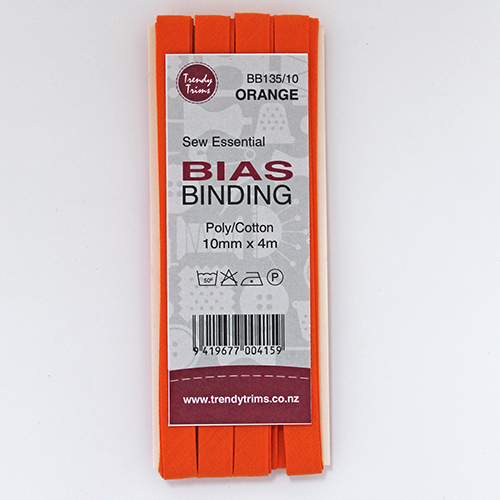 Trendy
Trims
BB135/10
ORANGE
Sew Essential
BIAS
BINDING
Poly/Cotton
10mm x 4m
50° P
9 419677 004159
www.trendytrims.co.nz